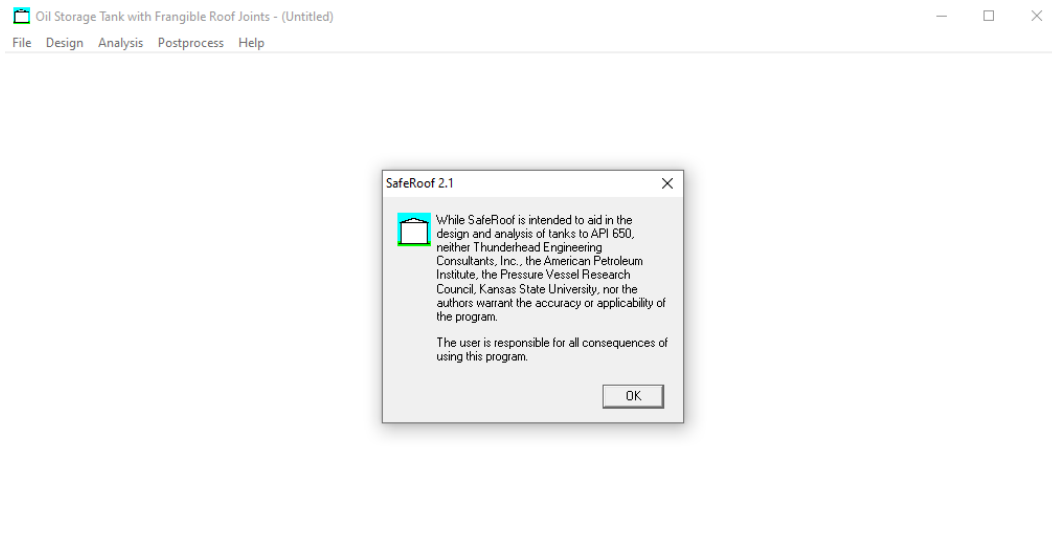 Oil Storage Tank with Frangible Roof Joints - (Untitled)
File Design Analysis Postprocess Help
SafeRoof 2.1
While SafeRoof is intended to aid in the
design and analysis of tanks to API 650,
neither Thunderhead Engineering
Consultants, Inc., the American Petroleum
Institute, the Pressure Vessel Research
Council, Kansas State University, nor the
authors warrant the accuracy or applicability of
the program.
The user is responsible for all consequences of
using this program.
OK